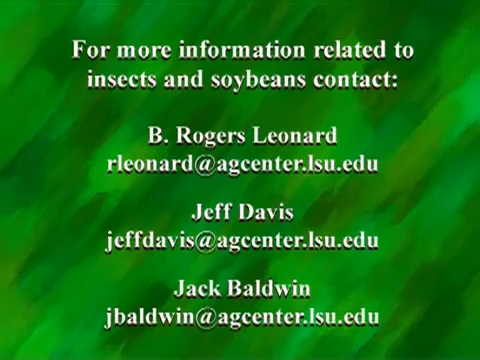 For more information related to
insects and soybeans contact:
B. Rogers Leonard
rleonard@agcenter.lsu.edu
Jeff Davis
jeffdavis@agcenter.lsu.edu
Jack Baldwin
jbaldwin@agcenter.lsu.edu